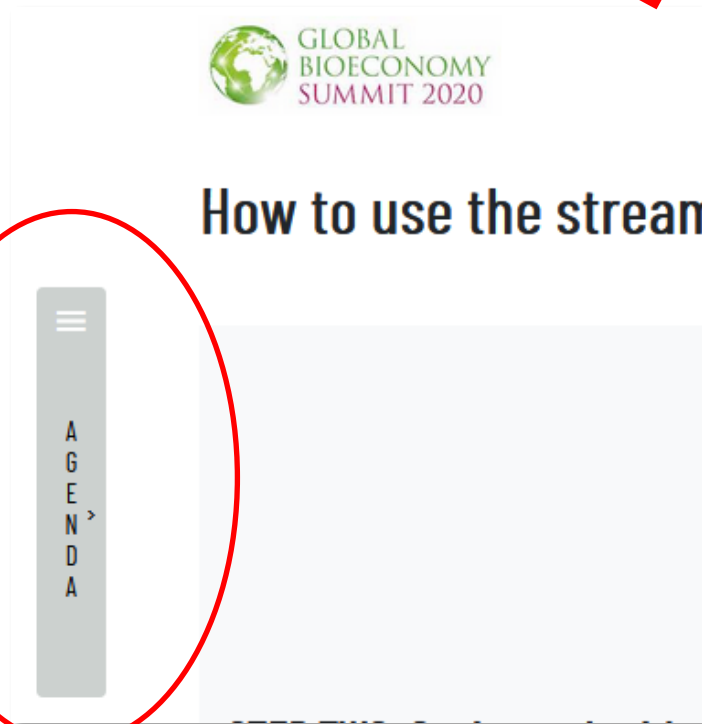 GLOBAL
BIOECONOMY
SUMMIT 2020
How to use the stream
A
G
E
N >
D
A